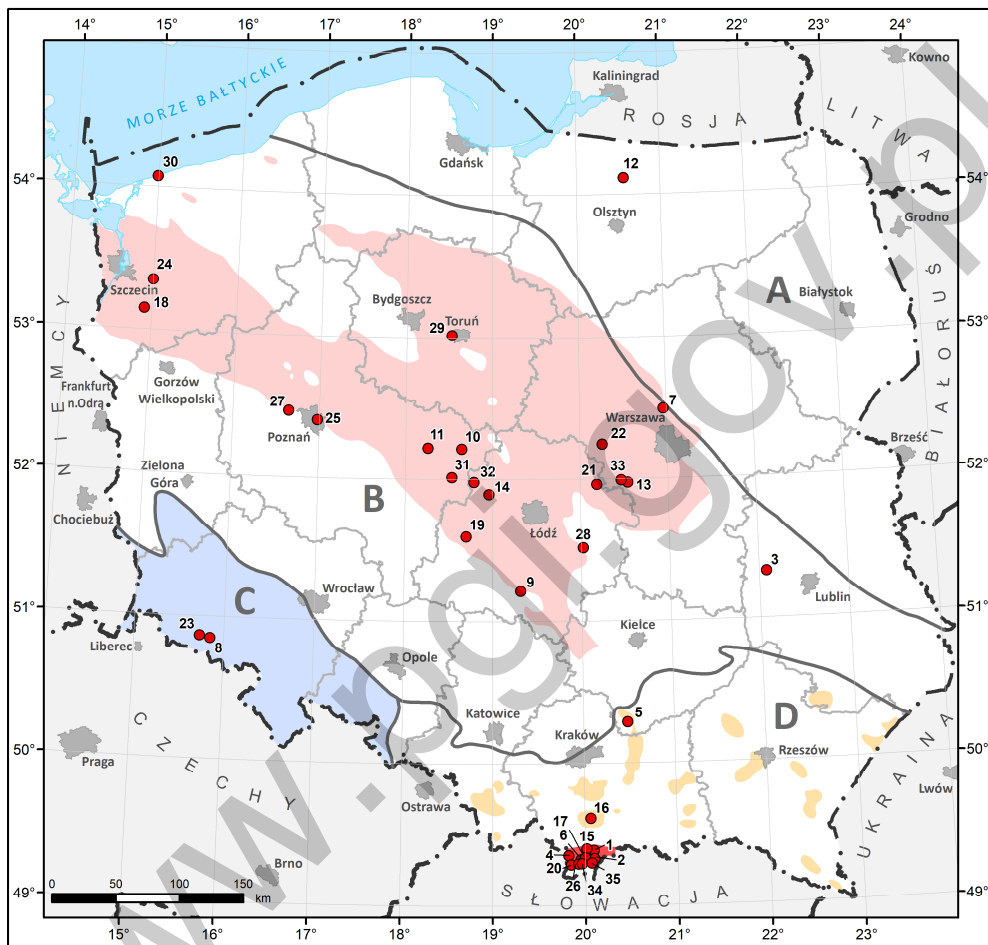 14° 15° 16° 17° 18° 19° 20° 21° 22° 23° 24°
Kowno
MORZE BAŁTYCKIE
Kaliningrad
ROSJA
LITWA
Gdańsk
54°
30
12
54°
Olsztyn
Grodno
24
Szczecin
18
A
Białystok
Bydgoszcz
29
Toruń
53°
53°
BIAŁORUŚ
NIEMCY
Frankfurt
n.Odrą
Gorzów
Wielkopolski
27
25
Poznań
7
Warszawa
22
11
10
Brześć
52°
52°
Zielona
Góra
31
32
14
21
33
13
B
Chociebuż
19
Łódź
28
3
9
Lublin
51°
51°
C
Wrocław
23
8
Liberec
Kielce
Opole
5
D
Katowice
Kraków
Rzeszów
50°
50°
Praga
CZECHY
Ostrawa
UKRAINA
Lwów
16
17
15
1
6
4
2
20
26
34
35
Brno
0 50 100 150
km
49°
49°
SŁOWACJA
15° 16° 17° 18° 19° 20° 21° 22° 23°
www.pgi.gov.pl